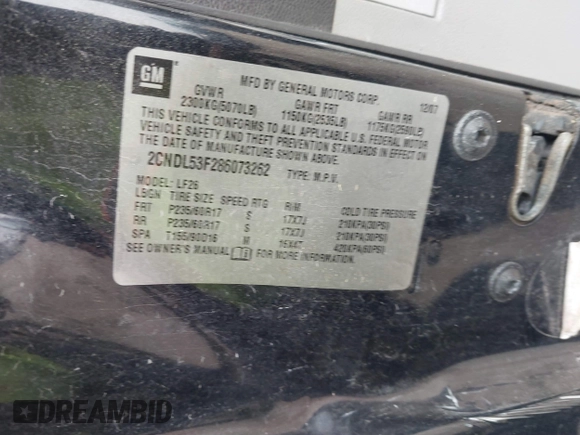 GM
MFD BY GENERAL MOTORS CORP 12/07
GVWR GAWR FRT GAWR RR
2300KG(5070LB) 1150KG(2535LB) 1175KG(2590LB)
THIS VEHICLE CONFORMS TO ALL APPLICABLE U.S. FEDERAL MOTOR
VEHICLE SAFETY AND THEFT PREVENTION STANDARDS IN EFFECT ON
THE DATE OF MANUFACTURE SHOWN ABOVE.
2CNDL53F286073262 TYPE: M.P.V.
MODEL: LF26
TIRE SIZE SPEED RTG RIM COLD TIRE PRESSURE
FRT P235/60R17 S 17X7J 210KPA(30PSI)
RR P235/60R17 S 17X7J 210KPA(30PSI)
SPA T155/90D16 M 16X4T 420KPA(60PSI)
SEE OWNER'S MANUAL FOR MORE INFORMATION.
DREAMBID